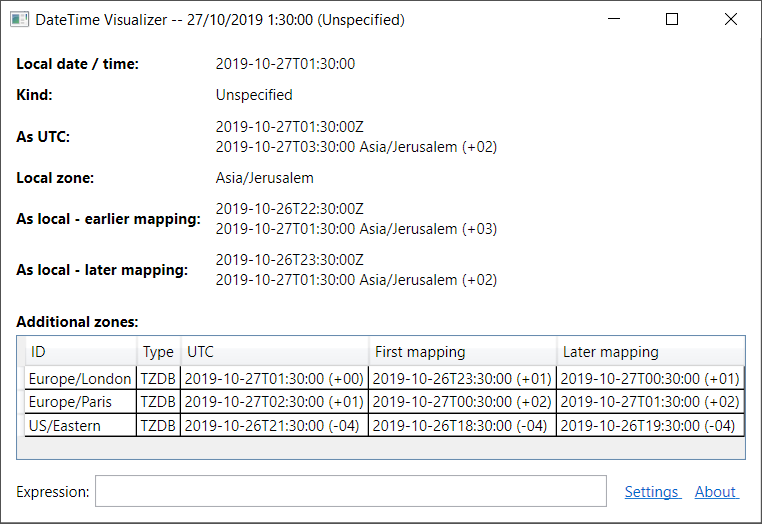 DateTime Visualizer -- 27/10/2019 1:30:00 (Unspecified)
Local date / time: 2019-10-27T01:30:00
Kind: Unspecified
As UTC: 2019-10-27T01:30:00Z
2019-10-27T03:30:00 Asia/Jerusalem (+02)
Local zone: Asia/Jerusalem
As local - earlier mapping: 2019-10-26T22:30:00Z
2019-10-27T01:30:00 Asia/Jerusalem (+03)
As local - later mapping: 2019-10-26T23:30:00Z
2019-10-27T01:30:00 Asia/Jerusalem (+02)
Additional zones:
ID Type UTC First mapping Later mapping
Europe/London TZDB 2019-10-27T01:30:00 (+00) 2019-10-26T23:30:00 (+01) 2019-10-27T00:30:00 (+01)
Europe/Paris TZDB 2019-10-27T02:30:00 (+01) 2019-10-27T00:30:00 (+02) 2019-10-27T01:30:00 (+02)
US/Eastern TZDB 2019-10-26T21:30:00 (-04) 2019-10-26T18:30:00 (-04) 2019-10-26T19:30:00 (-04)
Expression: Settings About